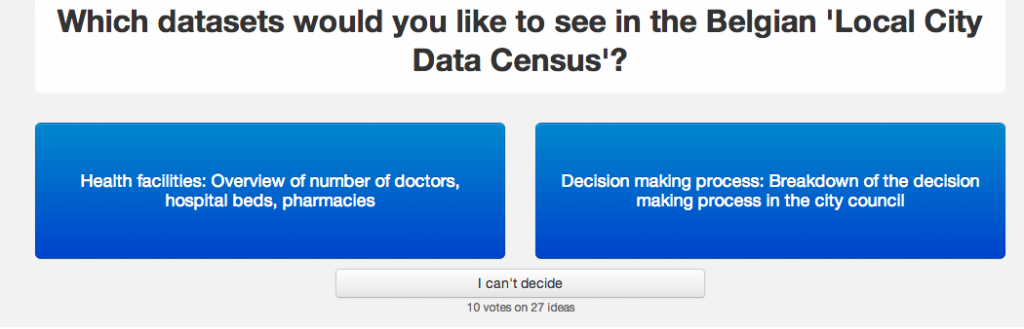 Which datasets would you like to see in the Belgian 'Local City
Data Census'?
Health facilities: Overview of number of doctors,
hospital beds, pharmacies
Decision making process: Breakdown of the decision
making process in the city council
I can't decide
10 votes on 27 ideas